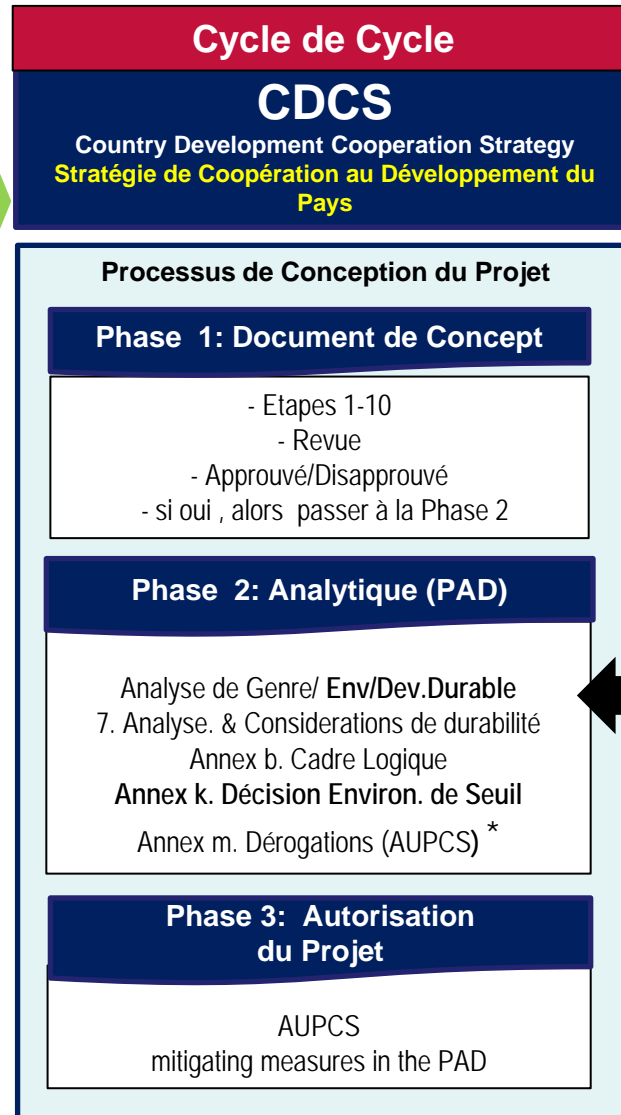 Cycle de Cycle
CDCS
Country Development Cooperation Strategy
Stratégie de Coopération au Développement du
Pays
Processus de Conception du Projet
Phase 1: Document de Concept
- Etapes 1-10
- Revue
- Approuvé/Disapprouvé
- si oui , alors passer à la Phase 2
Phase 2: Analytique (PAD)
Analyse de Genre/ Env/Dev.Durable
7. Analyse. & Considerations de durabilité
Annex b. Cadre Logique
Annex k. Décision Environ. de Seuil
Annex m. Dérogations (AUPCS) *
Phase 3: Autorisation
du Projet
AUPCS
mitigating measures in the PAD